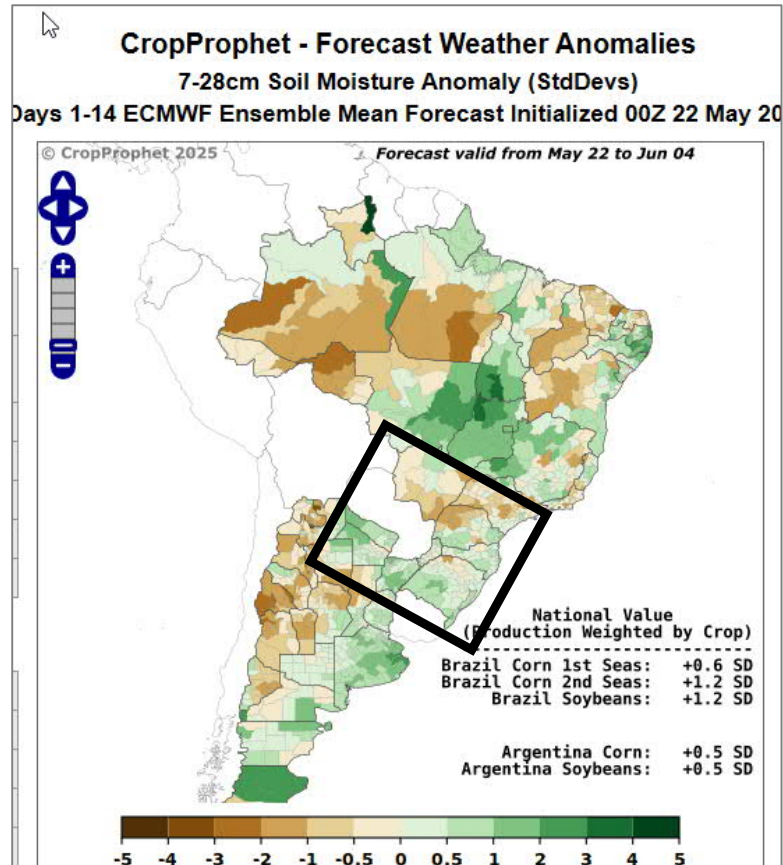 CropProphet - Forecast Weather Anomalies
7-28cm Soil Moisture Anomaly (StdDevs)
Days 1-14 ECMWF Ensemble Mean Forecast Initialized 00Z 22 May 20
© CropProphet 2025 Forecast valid from May 22 to Jun 04
National Value
(Production Weighted by Crop)
Brazil Corn 1st Seas: +0.6 SD
Brazil Corn 2nd Seas: +1.2 SD
Brazil Soybeans: +1.2 SD
Argentina Corn: +0.5 SD
Argentina Soybeans: +0.5 SD
-5 -4 -3 -2 -1 -0.5 0 0.5 1 2 3 4 5